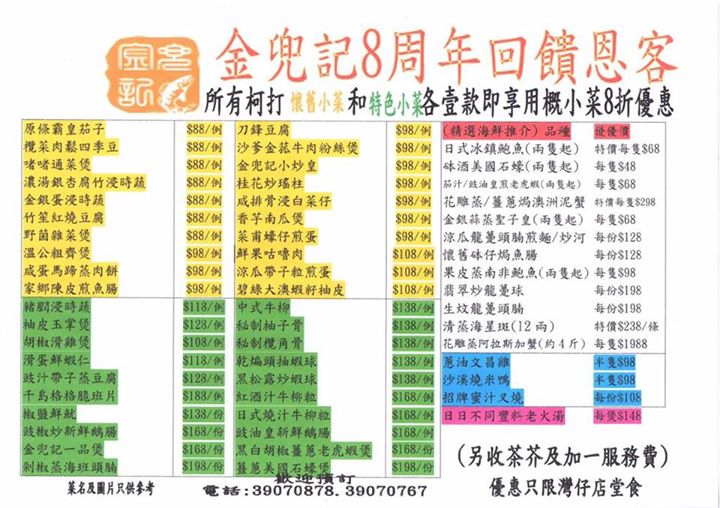 金兜記8周年回饋恩客
所有柯打 懷舊小菜 和 特色小菜 各壹款即享用概小菜8折優惠
原條霸皇茄子 $88/例
欖菜肉鬆四季豆 $88/例
啫啫通菜煲 $88/例
濃湯銀杏腐竹浸時蔬 $88/例
金銀蛋浸時蔬 $88/例
竹笙紅燒豆腐 $88/例
野菌雜菜煲 $88/例
溫公粗齋煲 $98/例
咸蛋馬蹄蒸肉餅 $98/例
家鄉陳皮煎魚腸 $98/例
豬膶浸時蔬 $118/例
柚皮玉掌煲 $128/例
胡椒滑雞煲 $108/例
滑蛋鮮蝦仁 $118/例
豉汁帶子蒸豆腐 $128/例
千島格格脆班片 $183/例
椒鹽鮮魷 $138/份
豉椒炒新鮮鵝腸 $168/份
金兜記一品煲 $168/份
剁椒蒸海班頭腩 $198/份
刀鋒豆腐 $98/例
沙爹金菇牛肉粉絲煲 $98/例
金兜記小炒皇 $98/例
桂花炒瑤柱 $98/例
咸排骨浸白菜仔 $98/例
香芋南瓜煲 $98/例
菜甫蠔仔煎蛋 $98/例
鮮果咕嚕肉 $108/例
涼瓜帶子粒煎蛋 $108/例
碧綠大澳蝦籽柚皮 $108/例
中式牛柳 $138/例
秘制柚子骨 $138/例
秘制欖角骨 $138/例
乾煸頭抽蝦球 $138/例
黑松露炒蝦球 $138/例
紅酒汁牛柳粒 $168/例
日式燒汁牛柳粒 $168/例
豉油皇新鮮鵝腸 $168/例
黑白胡椒薑蔥老虎蝦煲 $168/份
薑蔥美國石蠔煲 $198/份
(精選海鮮推介) 品種 優優價
日式冰鎮鮑魚(兩隻起) 特價每隻$68
砵酒美國石蠔(兩隻起) 每隻$48
茄汁/豉油皇煎老虎蝦(兩隻起) 每隻$68
花雕蒸/薑蔥焗澳洲泥蟹 特價每隻$298
金銀蒜蒸聖子皇(兩隻起) 每隻$68
涼瓜龍躉頭腩煎麵/炒河 每份$128
懷舊砵仔焗魚腸 每份$128
果皮蒸南非鮑魚(兩隻起) 每隻$98
翡翠炒龍躉球 每份$198
生炆龍躉頭腩 每份$198
清蒸海星斑(12兩) 特價$238/條
花雕蒸阿拉斯加蟹(約4斤) 每隻$1988
蔥油文昌雞 半隻$98
沙溪燒米鴨 半隻$98
招牌蜜汁叉燒 每份$108
日日不同豐料老火湯 每煲$148
(另收茶芥及加一服務費)
菜名及圖片只供參考
歡迎預訂
電話:39070878.39070767
優惠只限灣仔店堂食